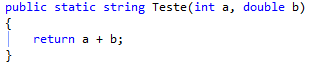 public static string Teste(int a, double b)
{
    return a + b;
}